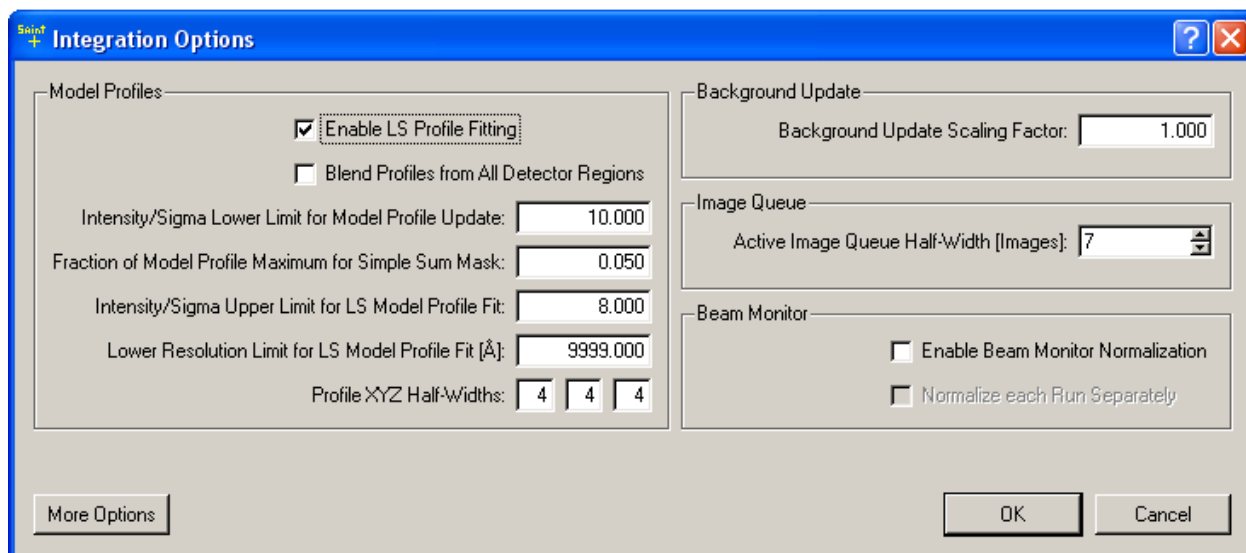 SAint
+
Integration Options
Model Profiles
Enable LS Profile Fitting
Blend Profiles from All Detector Regions
Intensity/Sigma Lower Limit for Model Profile Update: 10.000
Fraction of Model Profile Maximum for Simple Sum Mask: 0.050
Intensity/Sigma Upper Limit for LS Model Profile Fit: 8.000
Lower Resolution Limit for LS Model Profile Fit [Å]: 9999.000
Profile XYZ Half-Widths: 4 4 4
Background Update
Background Update Scaling Factor: 1.000
Image Queue
Active Image Queue Half-Width [Images]: 7
Beam Monitor
Enable Beam Monitor Normalization
Normalize each Run Separately
More Options
OK
Cancel